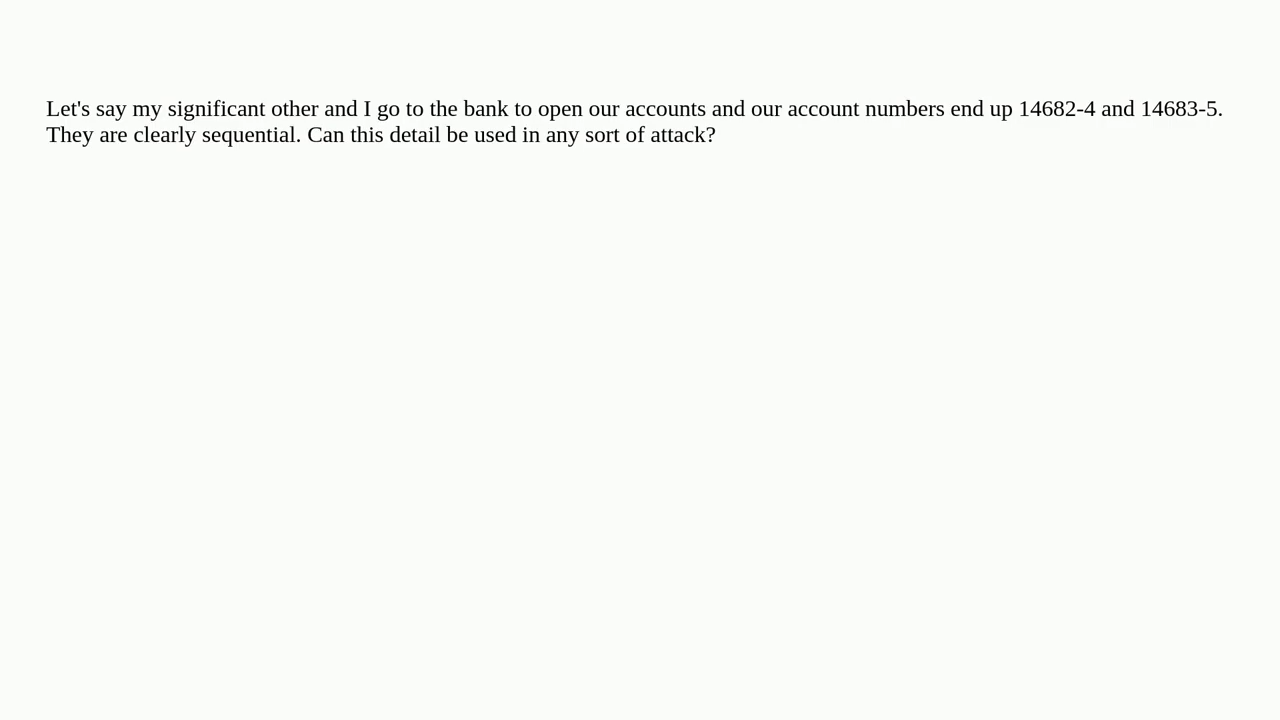 Let's say my significant other and I go to the bank to open our accounts and our account numbers end up 14682-4 and 14683-5.
They are clearly sequential. Can this detail be used in any sort of attack?